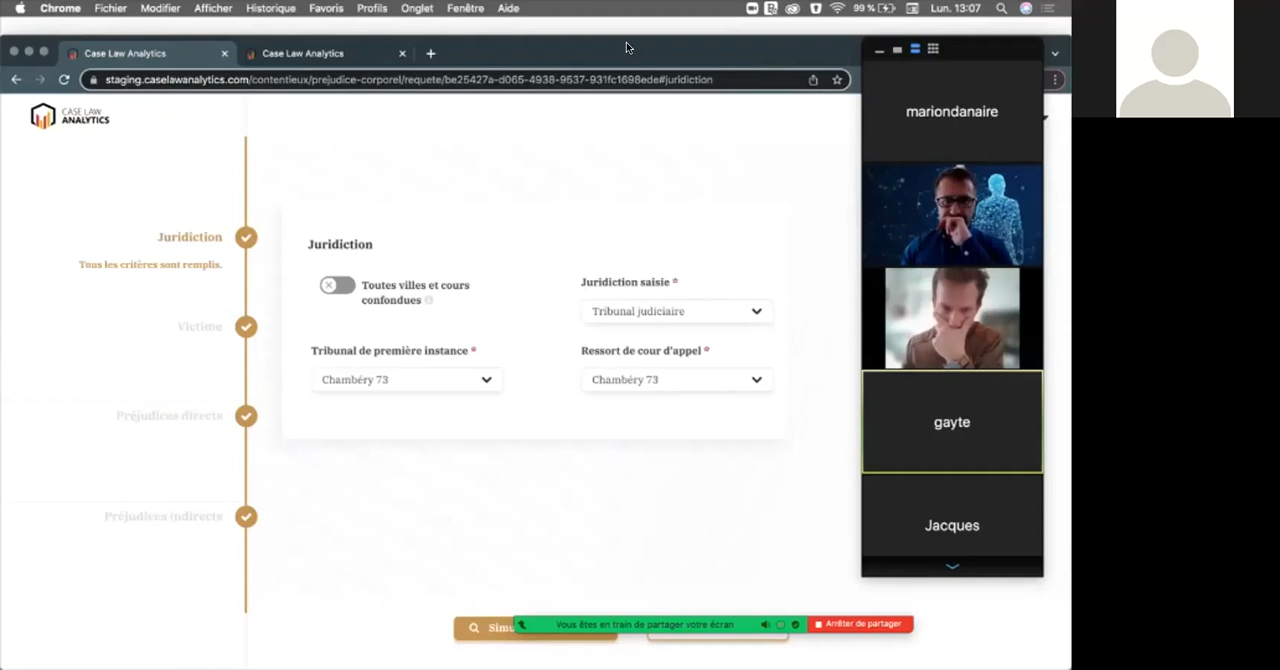 Chrome Fichier Modifier Afficher Historique Favoris Profils Onglet Fenêtre Aide 99 % Lun. 13:07
Case Law Analytics Case Law Analytics
staging.caselawanalytics.com/contentieux/prejudice-corporel/requete/be25427a-d065-4938-9537-931fc1698ede#juridiction
CASE LAW
ANALYTICS
Juridiction
Tous les critères sont remplis.
Victime
Préjudices directs
Préjudices indirects
Juridiction
Toutes villes et cours
confondues
Juridiction saisie *
Tribunal judiciaire
Tribunal de première instance *
Chambéry 73
Ressort de cour d'appel *
Chambéry 73
Simu
Vous êtes en train de partager votre écran
Arrêter de partager
mariondanaire
gayte
Jacques